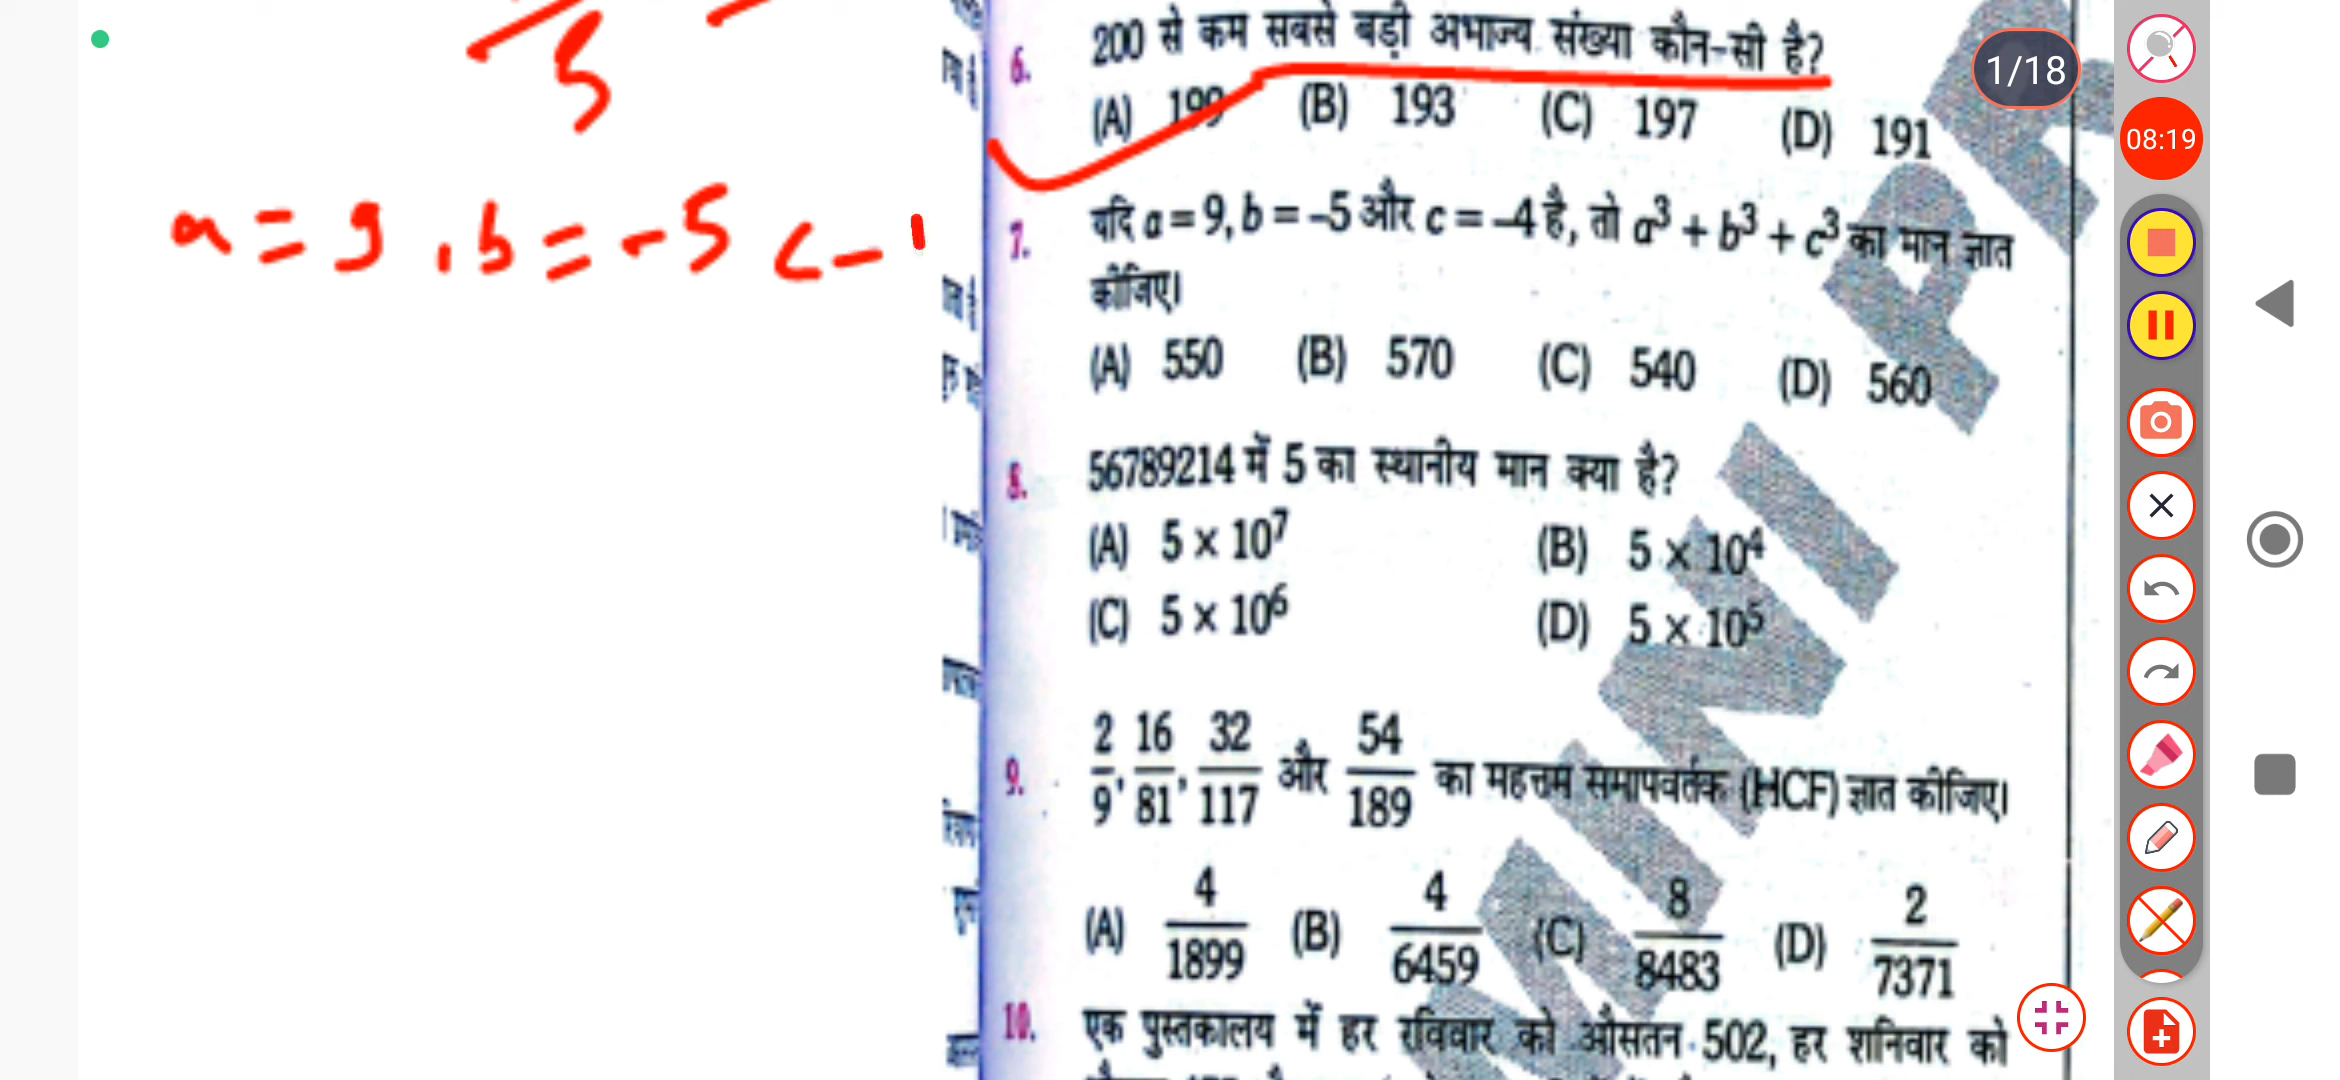 6. 200 से कम सबसे बड़ी अभाज्य संख्या कौन-सी है?
(A) 199 (B) 193 (C) 197 (D) 191
a = 9, b = -5 c -
7. यदि a = 9, b = -5 और c = -4 है, तो a³ + b³ + c³ का मान ज्ञात
कीजिए।
(A) 550 (B) 570 (C) 540 (D) 560
8. 56789214 में 5 का स्थानीय मान क्या है?
(A) 5 × 10⁷ (B) 5 × 10⁴
(C) 5 × 10⁶ (D) 5 × 10⁵
9. 2/9, 16/81, 32/117 और 54/189 का महत्तम समापवर्तक (HCF) ज्ञात कीजिए।
(A) 4/1899 (B) 4/6459 (C) 8/8483 (D) 2/7371
10. एक पुस्तकालय में हर रविवार को औसतन 502, हर शनिवार को
1/18
08:19